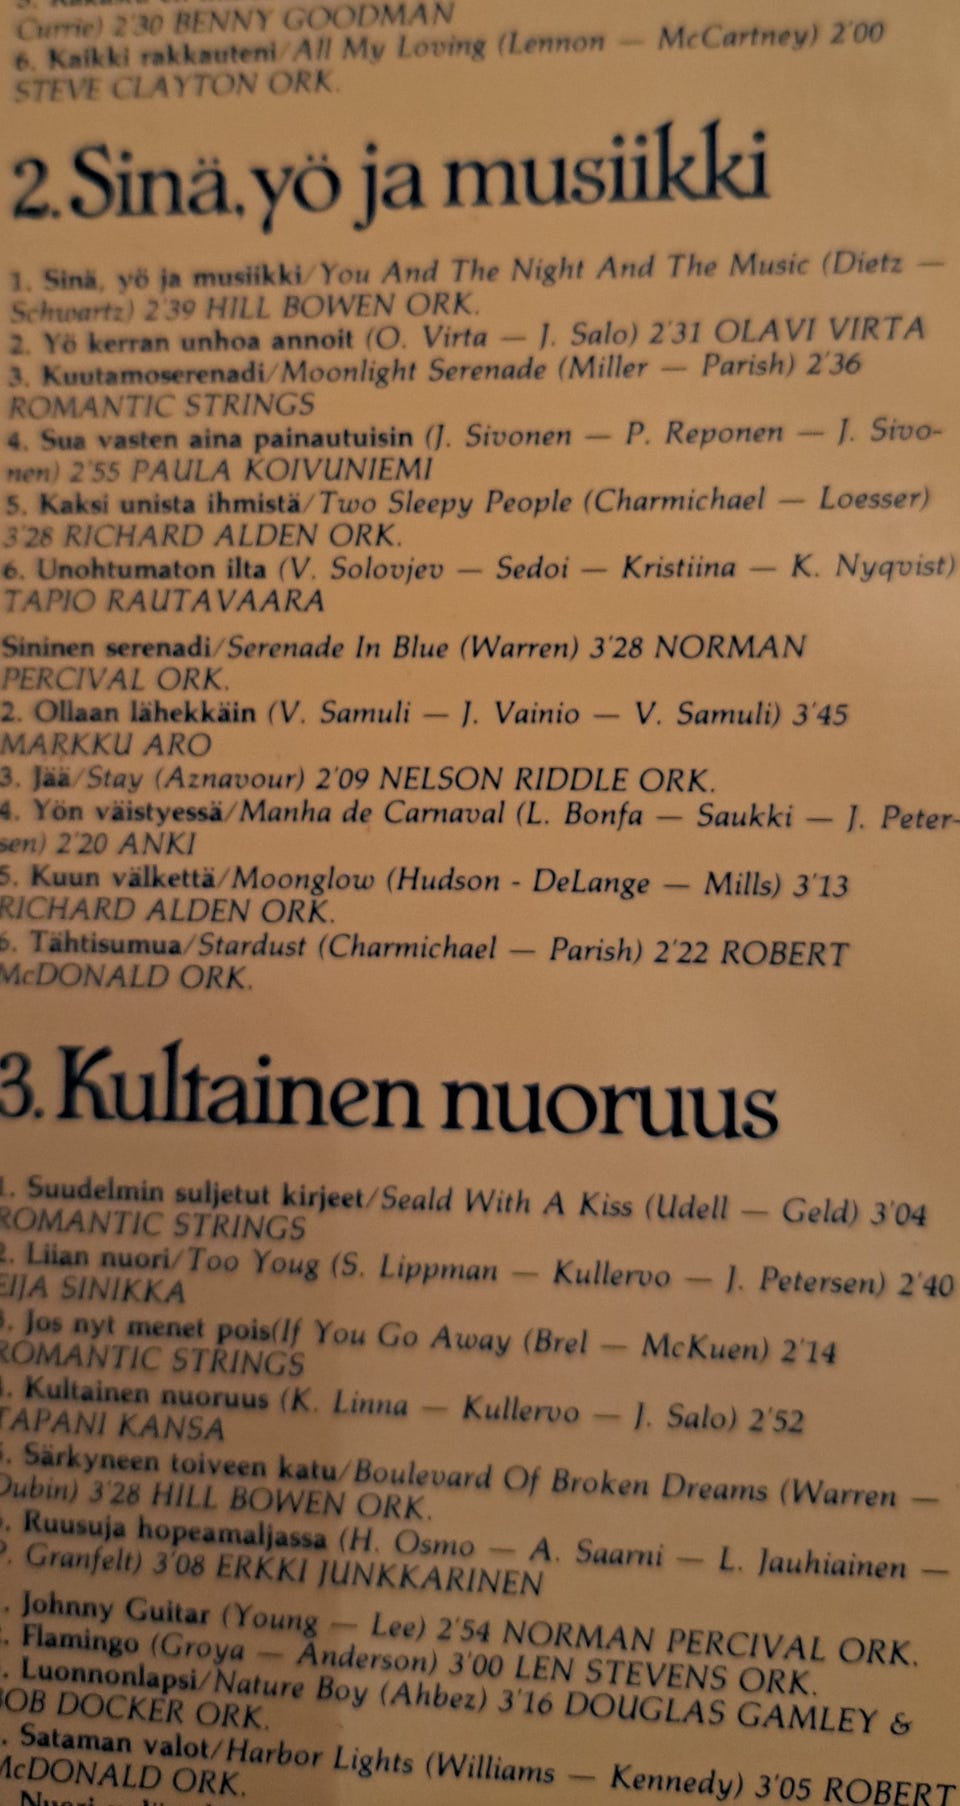 Currie) 2'30 BENNY GOODMAN
6. Kaikki rakkauteni/All My Loving (Lennon — McCartney) 2'00
STEVE CLAYTON ORK.
2. Sinä, yö ja musiikki
1. Sinä, yö ja musiikki/You And The Night And The Music (Dietz —
Schwartz) 2'39 HILL BOWEN ORK.
2. Yö kerran unhoa annoit (O. Virta — J. Salo) 2'31 OLAVI VIRTA
3. Kuutamoserenadi/Moonlight Serenade (Miller — Parish) 2'36
ROMANTIC STRINGS
4. Sua vasten aina painautuisin (J. Sivonen — P. Reponen — J. Sivo-
nen) 2'55 PAULA KOIVUNIEMI
5. Kaksi unista ihmistä/Two Sleepy People (Charmichael — Loesser)
3'28 RICHARD ALDEN ORK.
6. Unohtumaton ilta (V. Solovjev — Sedoi — Kristiina — K. Nyqvist)
TAPIO RAUTAVAARA
Sininen serenadi/Serenade In Blue (Warren) 3'28 NORMAN
PERCIVAL ORK.
2. Ollaan lähekkäin (V. Samuli — J. Vainio — V. Samuli) 3'45
MARKKU ARO
3. Jää/Stay (Aznavour) 2'09 NELSON RIDDLE ORK.
4. Yön väistyessä/Manha de Carnaval (L. Bonfa — Saukki — J. Peter-
sen) 2'20 ANKI
5. Kuun välkettä/Moonglow (Hudson - DeLange — Mills) 3'13
RICHARD ALDEN ORK.
6. Tähtisumua/Stardust (Charmichael — Parish) 2'22 ROBERT
McDONALD ORK.
3. Kultainen nuoruus
1. Suudelmin suljetut kirjeet/Seald With A Kiss (Udell — Geld) 3'04
ROMANTIC STRINGS
2. Liian nuori/Too Youg (S. Lippman — Kullervo — J. Petersen) 2'40
EIJA SINIKKA
3. Jos nyt menet pois(If You Go Away (Brel — McKuen) 2'14
ROMANTIC STRINGS
4. Kultainen nuoruus (K. Linna — Kullervo — J. Salo) 2'52
TAPANI KANSA
5. Särkyneen toiveen katu/Boulevard Of Broken Dreams (Warren —
Dubin) 3'28 HILL BOWEN ORK.
. Ruusuja hopeamaljassa (H. Osmo — A. Saarni — L. Jauhiainen —
. Granfelt) 3'08 ERKKI JUNKKARINEN
. Johnny Guitar (Young — Lee) 2'54 NORMAN PERCIVAL ORK.
. Flamingo (Groya — Anderson) 3'00 LEN STEVENS ORK.
. Luonnonlapsi/Nature Boy (Ahbez) 3'16 DOUGLAS GAMLEY &
BOB DOCKER ORK.
. Sataman valot/Harbor Lights (Williams — Kennedy) 3'05 ROBERT
McDONALD ORK.